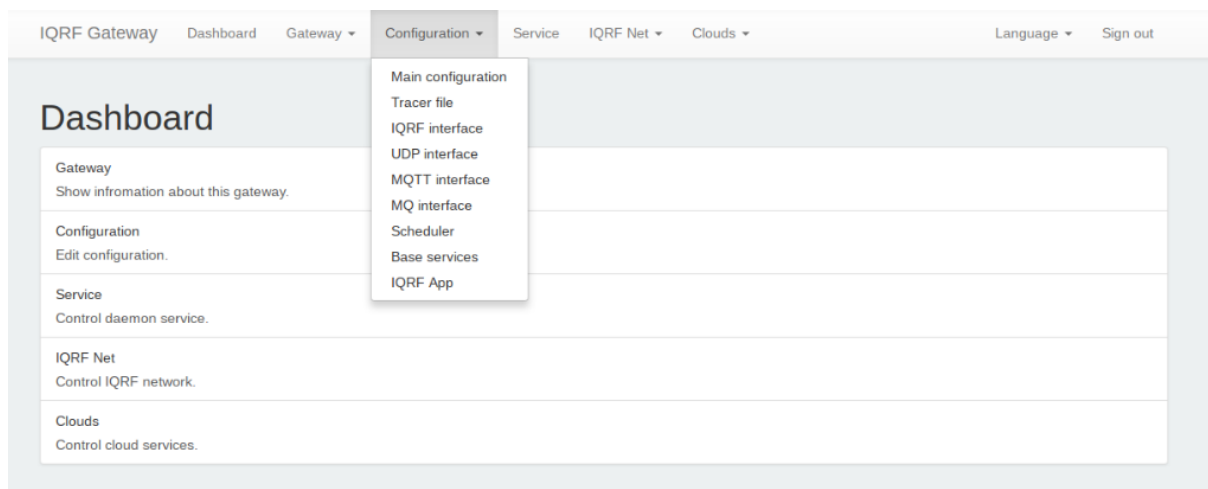 IQRF Gateway Dashboard Gateway Configuration Service IQRF Net Clouds Language Sign out
Main configuration
Tracer file
IQRF interface
UDP interface
MQTT interface
MQ interface
Scheduler
Base services
IQRF App
Dashboard
Gateway
Show infromation about this gateway.
Configuration
Edit configuration.
Service
Control daemon service.
IQRF Net
Control IQRF network.
Clouds
Control cloud services.